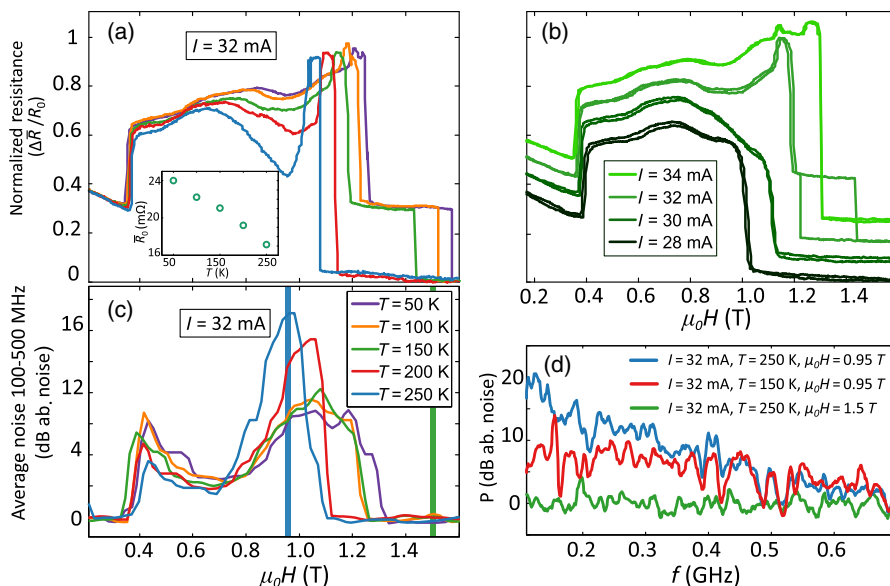 (a)
I = 32 mA
Normalized resisitance
(ΔR̅ /R₀)
1
0.8
0.6
0.4
0.2
0
R̅₀ (mΩ)
24
20
16
50
150
250
T (K)
(b)
I = 34 mA
I = 32 mA
I = 30 mA
I = 28 mA
0.2
0.4
0.6
0.8
1.0
1.2
1.4
μ₀H (T)
(c)
I = 32 mA
Average noise 100-500 MHz
(dB ab, noise)
16
12
8
4
0
T = 50 K
T = 100 K
T = 150 K
T = 200 K
T = 250 K
0.4
0.6
0.8
1.0
1.2
1.4
μ₀H (T)
(d)
I = 32 mA, T = 250 K, μ₀H = 0.95 T
I = 32 mA, T = 150 K, μ₀H = 0.95 T
I = 32 mA, T = 250 K, μ₀H = 1.5 T
P (dB ab. noise)
20
10
0
0.2
0.3
0.4
0.5
0.6
f (GHz)